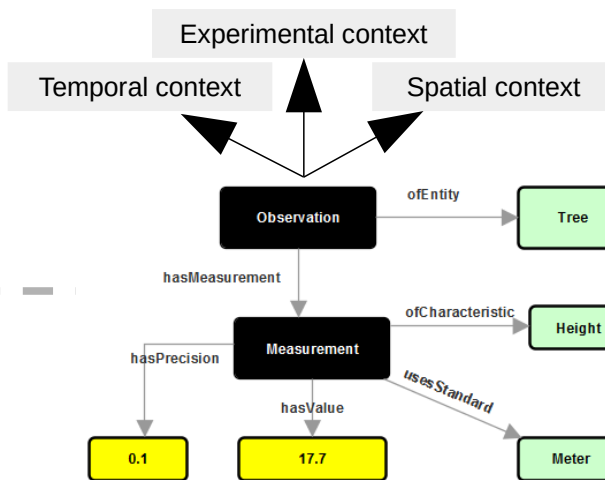 Experimental context
Temporal context
Spatial context
ofEntity
Observation
Tree
hasMeasurement
ofCharacteristic
Height
Measurement
hasPrecision
usesStandard
hasValue
0.1
17.7
Meter